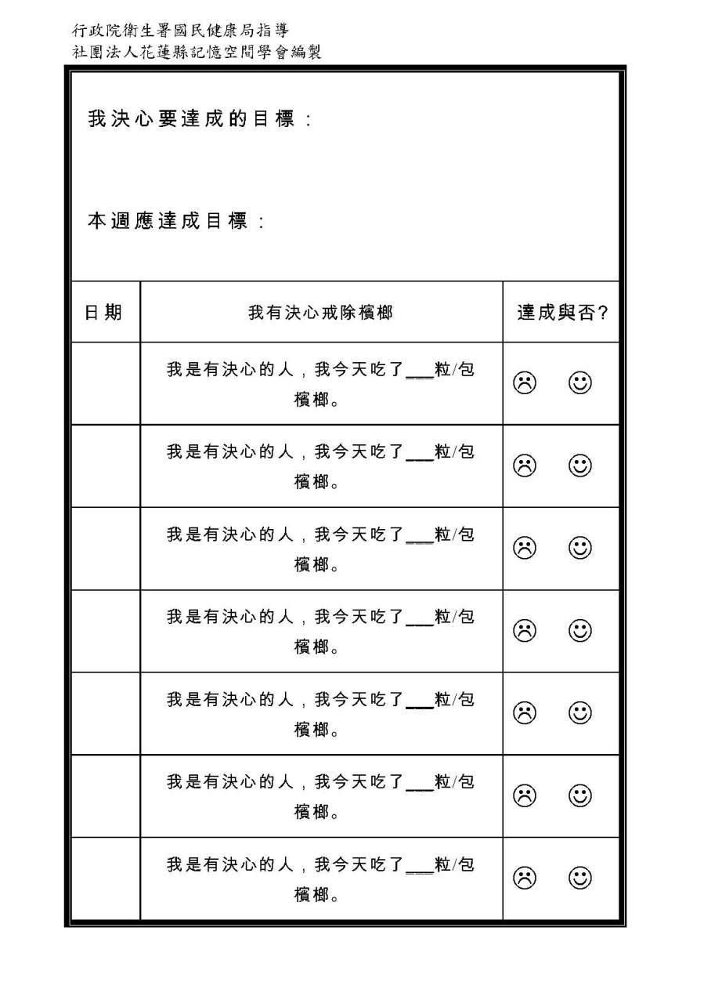 行政院衛生署國民健康局指導
社團法人花蓮縣記憶空間學會編製
我決心要達成的目標：
本週應達成目標：
日期 我有決心戒除檳榔 達成與否?
我是有決心的人，我今天吃了___粒/包
檳榔。
我是有決心的人，我今天吃了___粒/包
檳榔。
我是有決心的人，我今天吃了___粒/包
檳榔。
我是有決心的人，我今天吃了___粒/包
檳榔。
我是有決心的人，我今天吃了___粒/包
檳榔。
我是有決心的人，我今天吃了___粒/包
檳榔。
我是有決心的人，我今天吃了___粒/包
檳榔。